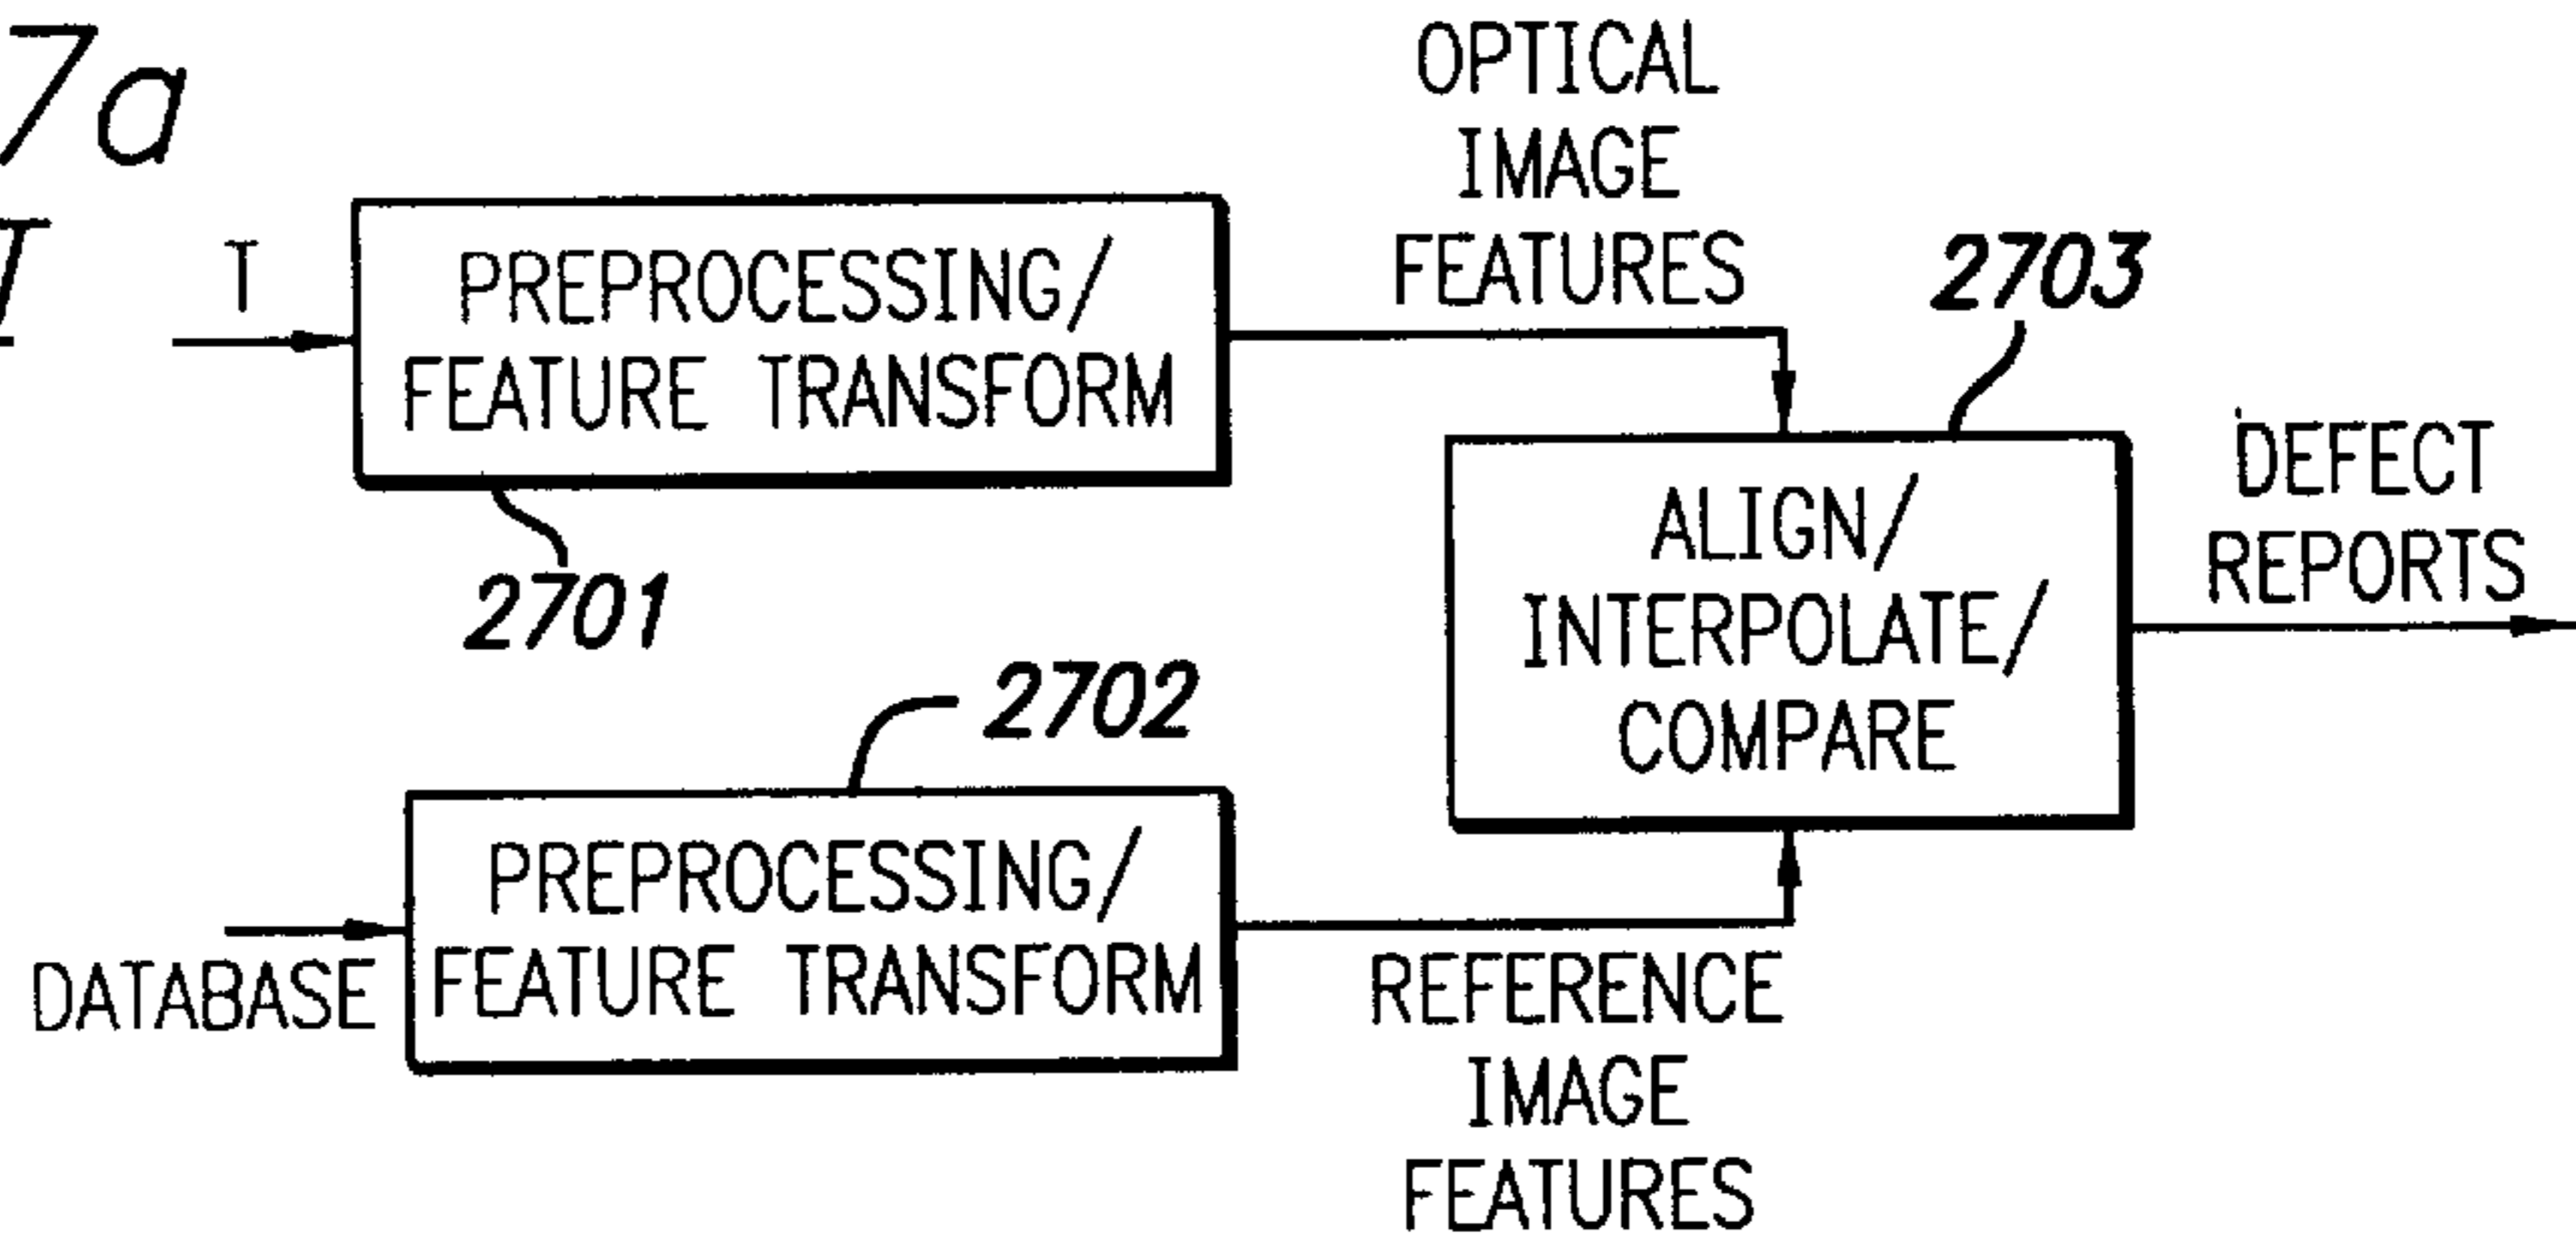 7a
T
T
PREPROCESSING/
FEATURE TRANSFORM
2701
OPTICAL
IMAGE
FEATURES
2703
ALIGN/
INTERPOLATE/
COMPARE
DEFECT
REPORTS
2702
DATABASE
PREPROCESSING/
FEATURE TRANSFORM
REFERENCE
IMAGE
FEATURES